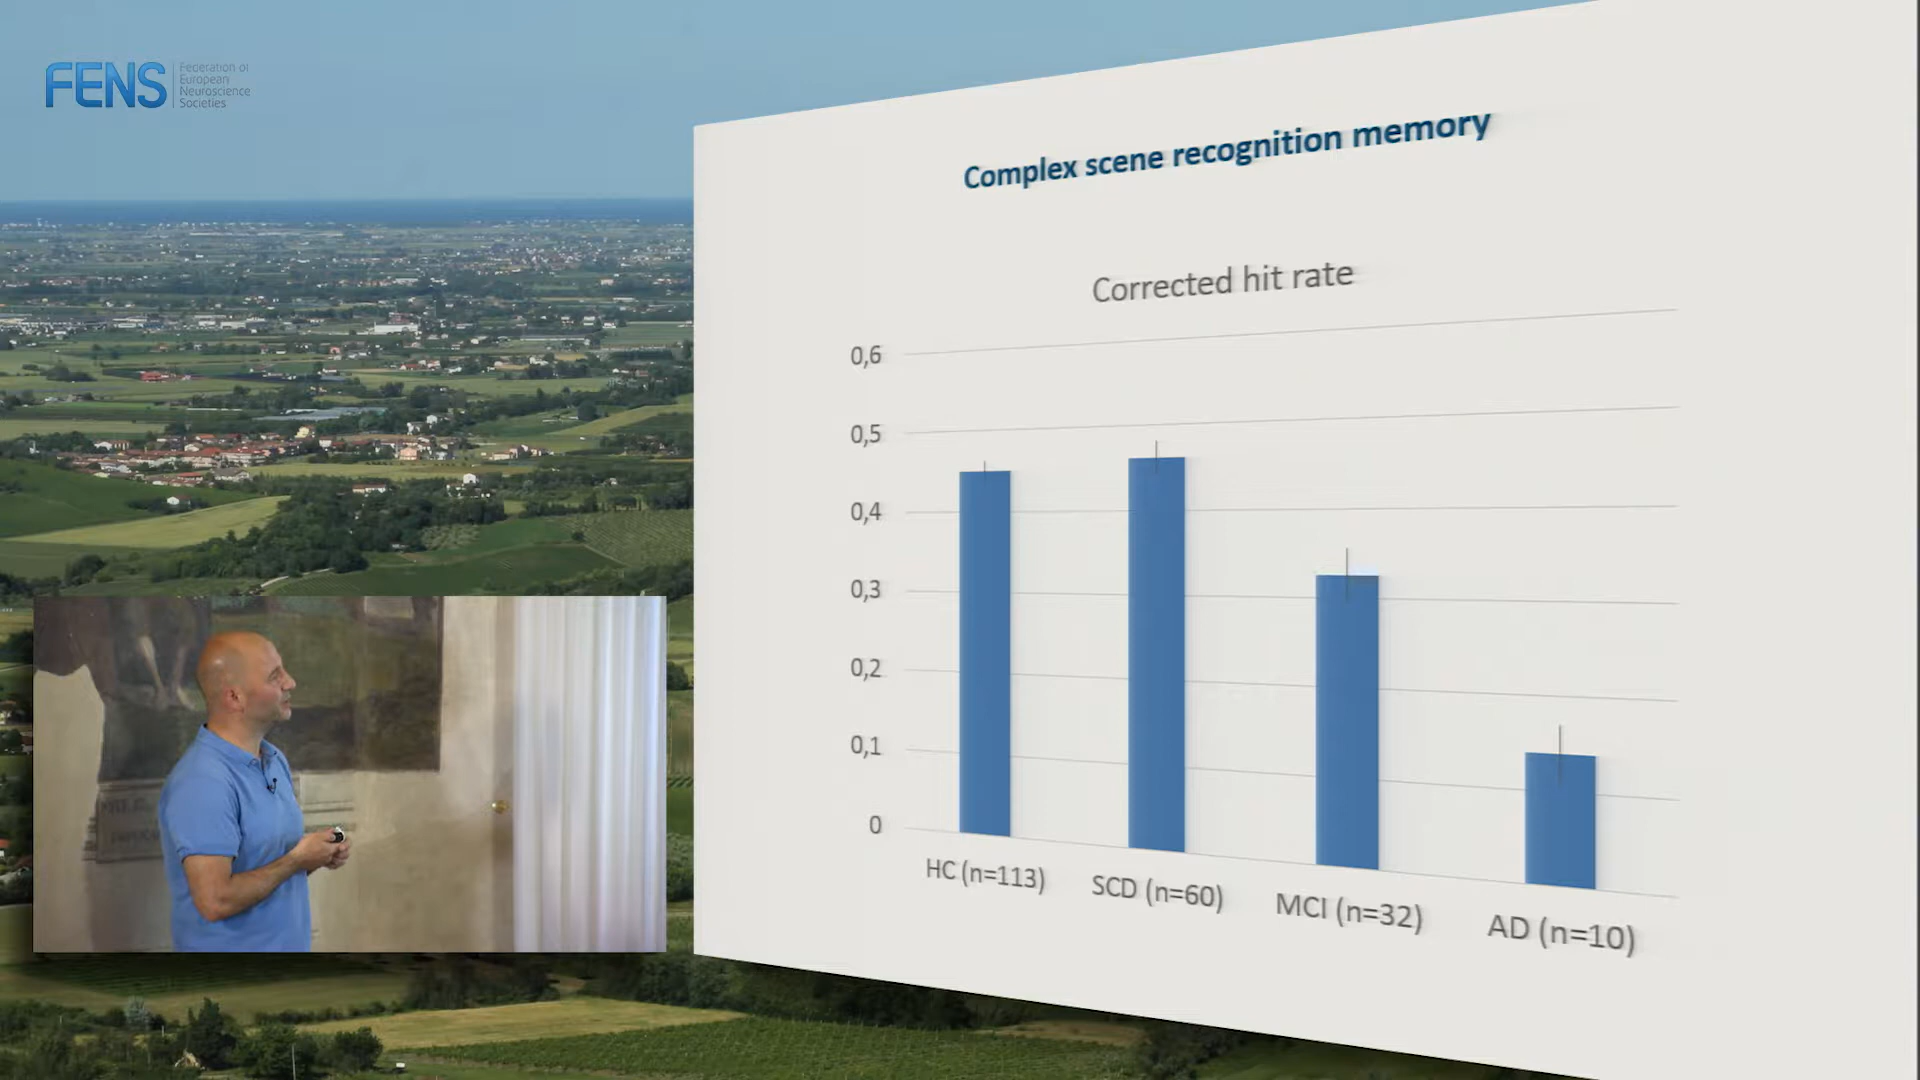 FENS
Federation of
European
Neuroscience
Societies
Complex scene recognition memory
Corrected hit rate
0,6
0,5
0,4
0,3
0,2
0,1
0
HC (n=113)
SCD (n=60)
MCI (n=32)
AD (n=10)